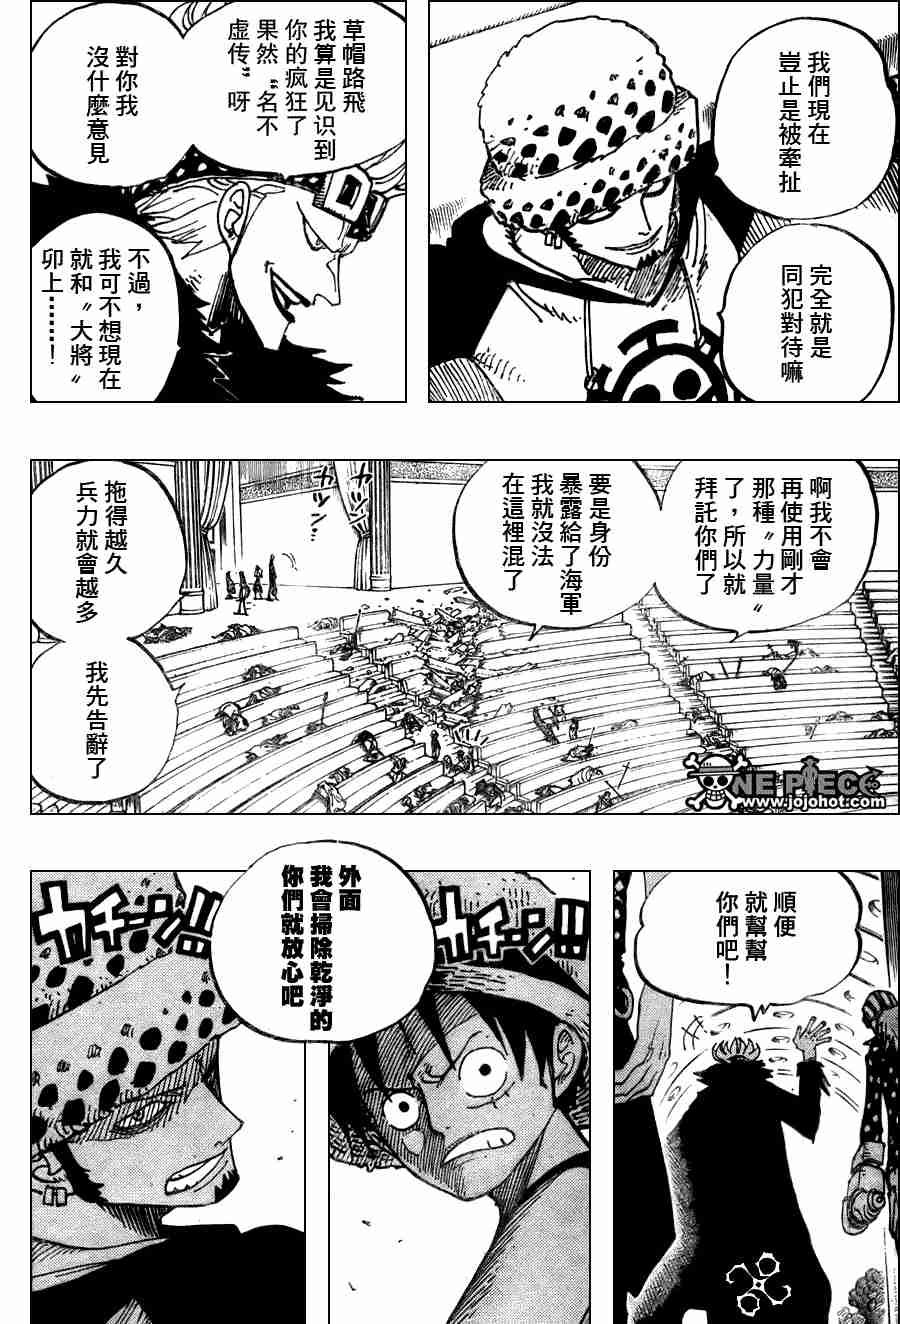 我們現在
豈止是被牽扯
完全就是
同犯對待嘛
草帽路飛
我算是见识到
你的疯狂了
果然“名不
虚传”呀
對你我
沒什麼意見
不過，
我可不想現在
就和“大將”
卯上……！
啊我不會
再使用剛才
那種“力量”
了，所以就
拜託你們了
要是身份
暴露給了海軍
我就沒法
在這裡混了
拖得越久
兵力就會越多
我先告辭了
ONE PIECE
www.jojohot.com
順便
就幫幫
你們吧！
外面
我會掃除乾淨的
你們就放心吧
カチーン!!
カチーン!!